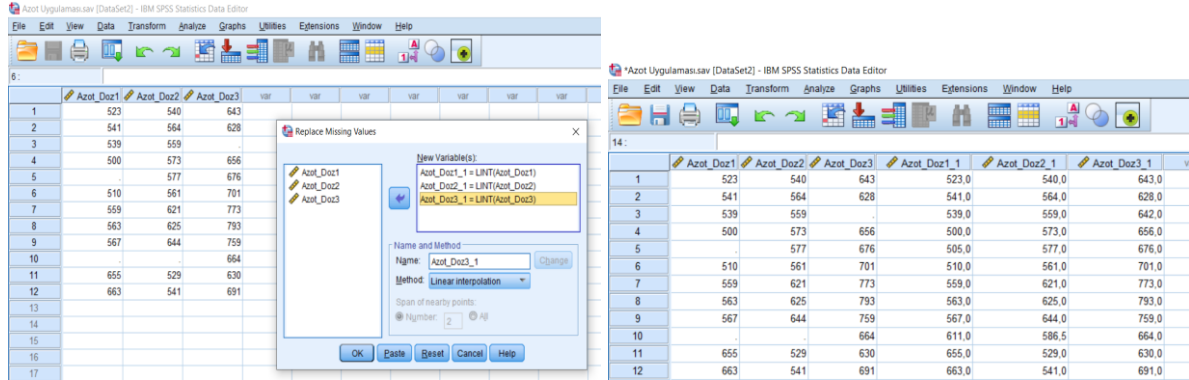 Azot Uygulaması.sav [DataSet2] - IBM SPSS Statistics Data Editor
File Edit View Data Transform Analyze Graphs Utilities Extensions Window Help
6 :
Azot_Doz1 Azot_Doz2 Azot_Doz3 var var var var var var var
1 523 540 643
2 541 564 628
3 539 559 .
4 500 573 656
5 . 577 676
6 510 561 701
7 559 621 773
8 563 625 793
9 567 644 759
10 . . 664
11 655 529 630
12 663 541 691
13
14
15
16
17
Replace Missing Values
Azot_Doz1
Azot_Doz2
Azot_Doz3
New Variable(s):
Azot_Doz1_1 = LINT(Azot_Doz1)
Azot_Doz2_1 = LINT(Azot_Doz2)
Azot_Doz3_1 = LINT(Azot_Doz3)
Name and Method
Name: Azot_Doz3_1 Change
Method: Linear interpolation
Span of nearby points:
Number: 2 All
OK Paste Reset Cancel Help
*Azot Uygulaması.sav [DataSet2] - IBM SPSS Statistics Data Editor
File Edit View Data Transform Analyze Graphs Utilities Extensions Window Help
14 :
Azot_Doz1 Azot_Doz2 Azot_Doz3 Azot_Doz1_1 Azot_Doz2_1 Azot_Doz3_1
1 523 540 643 523,0 540,0 643,0
2 541 564 628 541,0 564,0 628,0
3 539 559 . 539,0 559,0 642,0
4 500 573 656 500,0 573,0 656,0
5 . 577 676 505,0 577,0 676,0
6 510 561 701 510,0 561,0 701,0
7 559 621 773 559,0 621,0 773,0
8 563 625 793 563,0 625,0 793,0
9 567 644 759 567,0 644,0 759,0
10 . . 664 611,0 586,5 664,0
11 655 529 630 655,0 529,0 630,0
12 663 541 691 663,0 541,0 691,0